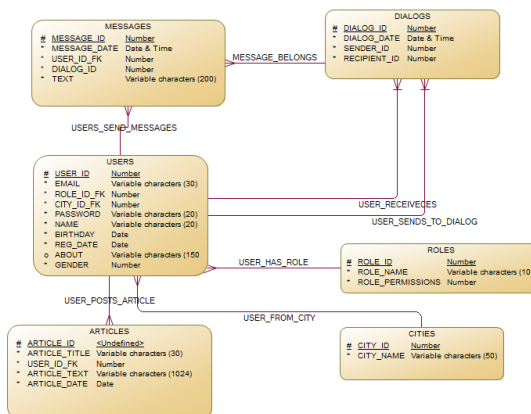 MESSAGES
# MESSAGE_ID Number
* MESSAGE_DATE Date & Time
* USER_ID_FK Number
* DIALOG_ID Number
* TEXT Variable characters (200)
DIALOGS
# DIALOG_ID Number
* DIALOG_DATE Date & Time
* SENDER_ID Number
* RECIPIENT_ID Number
MESSAGE_BELONGS
USERS_SEND_MESSAGES
USERS
# USER_ID Number
* EMAIL Variable characters (30)
* ROLE_ID_FK Number
* CITY_ID_FK Number
* PASSWORD Variable characters (20)
* NAME Variable characters (20)
* BIRTHDAY Date
* REG_DATE Date
o ABOUT Variable characters (150
* GENDER Number
USER_RECEIVECES
USER_SENDS_TO_DIALOG
ROLES
# ROLE_ID Number
* ROLE_NAME Variable characters (10
* ROLE_PERMISSIONS Number
USER_HAS_ROLE
USER_POSTS_ARTICLE
USER_FROM_CITY
ARTICLES
# ARTICLE_ID <Undefined>
* ARTICLE_TITLE Variable characters (30)
* USER_ID_FK Number
* ARTICLE_TEXT Variable characters (1024)
* ARTICLE_DATE Date
CITIES
# CITY_ID Number
* CITY_NAME Variable characters (50)